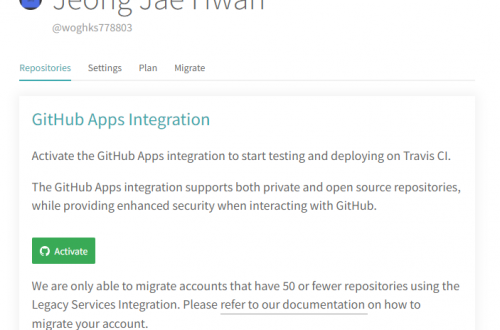 Jeong Jae Hwan
@woghks778803
Repositories Settings Plan Migrate
GitHub Apps Integration
Activate the GitHub Apps integration to start testing and deploying on Travis CI.
The GitHub Apps integration supports both private and open source repositories,
while providing enhanced security when interacting with GitHub.
Activate
We are only able to migrate accounts that have 50 or fewer repositories using the
Legacy Services Integration. Please refer to our documentation on how to
migrate your account.